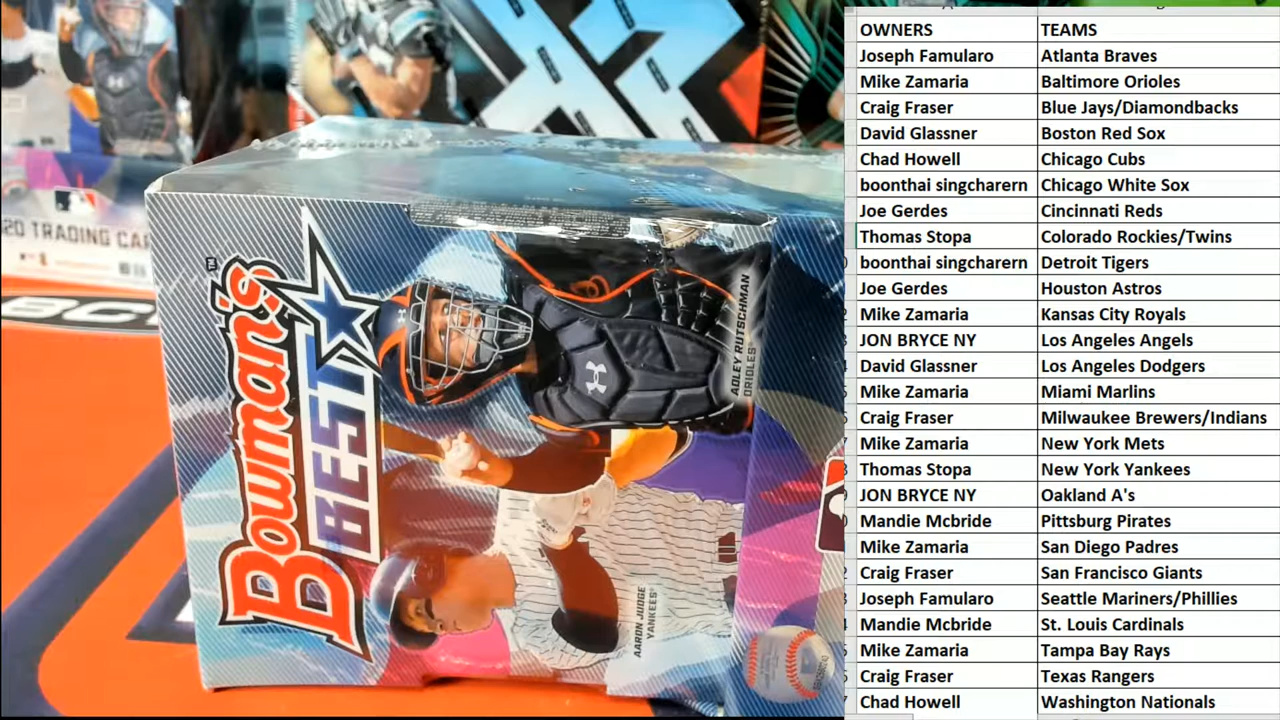 OWNERS TEAMS
Joseph Famularo Atlanta Braves
Mike Zamaria Baltimore Orioles
Craig Fraser Blue Jays/Diamondbacks
David Glassner Boston Red Sox
Chad Howell Chicago Cubs
boonthai singcharern Chicago White Sox
Joe Gerdes Cincinnati Reds
Thomas Stopa Colorado Rockies/Twins
boonthai singcharern Detroit Tigers
Joe Gerdes Houston Astros
Mike Zamaria Kansas City Royals
JON BRYCE NY Los Angeles Angels
David Glassner Los Angeles Dodgers
Mike Zamaria Miami Marlins
Craig Fraser Milwaukee Brewers/Indians
Mike Zamaria New York Mets
Thomas Stopa New York Yankees
JON BRYCE NY Oakland A's
Mandie Mcbride Pittsburg Pirates
Mike Zamaria San Diego Padres
Craig Fraser San Francisco Giants
Joseph Famularo Seattle Mariners/Phillies
Mandie Mcbride St. Louis Cardinals
Mike Zamaria Tampa Bay Rays
Craig Fraser Texas Rangers
Chad Howell Washington Nationals
Bowman's
BEST
TM
ADLEY RUTSCHMAN
ORIOLES
AARON JUDGE
YANKEES
20 TRADING CA
BC